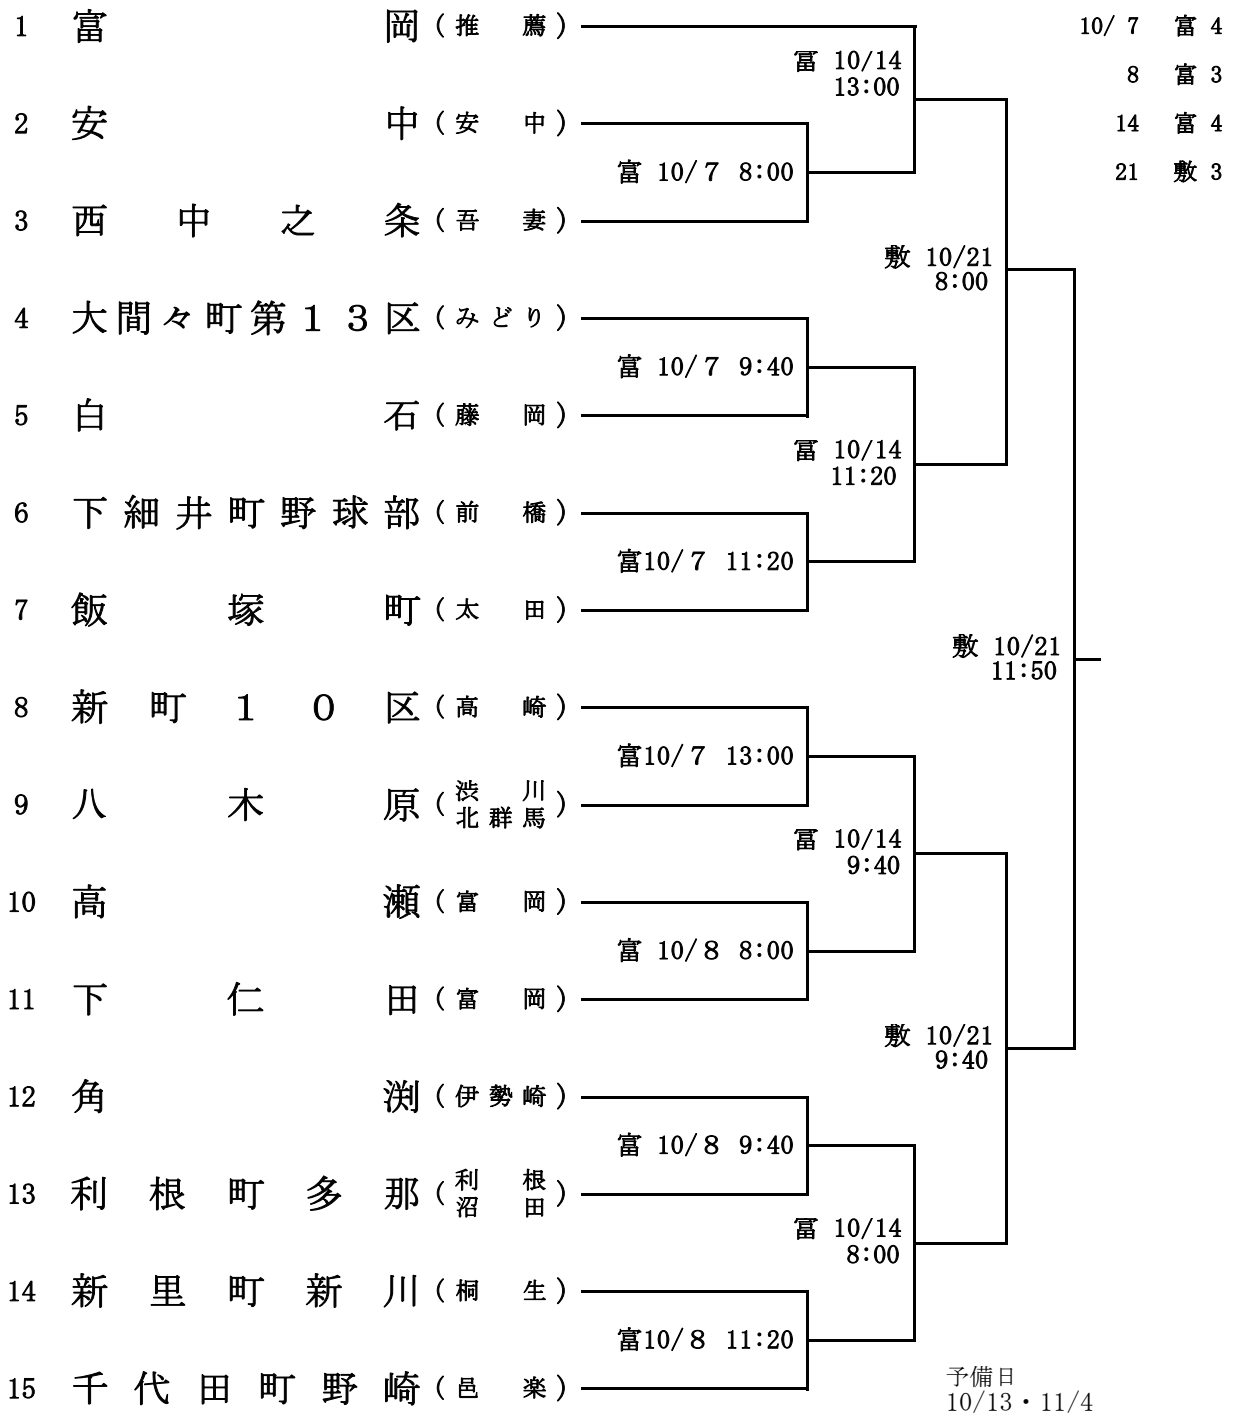 1 富岡(推薦)
10/ 7 富 4
冨 10/14
13:00
8 富 3
2 安中(安中)
14 富 4
富 10/7 8:00
21 敷 3
3 西中之条(吾妻)
敷 10/21
8:00
4 大間々町第13区(みどり)
富 10/7 9:40
5 白石(藤岡)
冨 10/14
11:20
6 下細井町野球部(前橋)
富10/7 11:20
7 飯塚町(太田)
敷 10/21
11:50
8 新町10区(高崎)
富10/7 13:00
9 八木原(渋川
北群馬)
冨 10/14
9:40
10 高瀬(富岡)
富 10/8 8:00
11 下仁田(富岡)
敷 10/21
9:40
12 角渕(伊勢崎)
富 10/8 9:40
13 利根町多那(利根
沼田)
冨 10/14
8:00
14 新里町新川(桐生)
富10/8 11:20
15 千代田町野崎(邑楽)
予備日
10/13・11/4